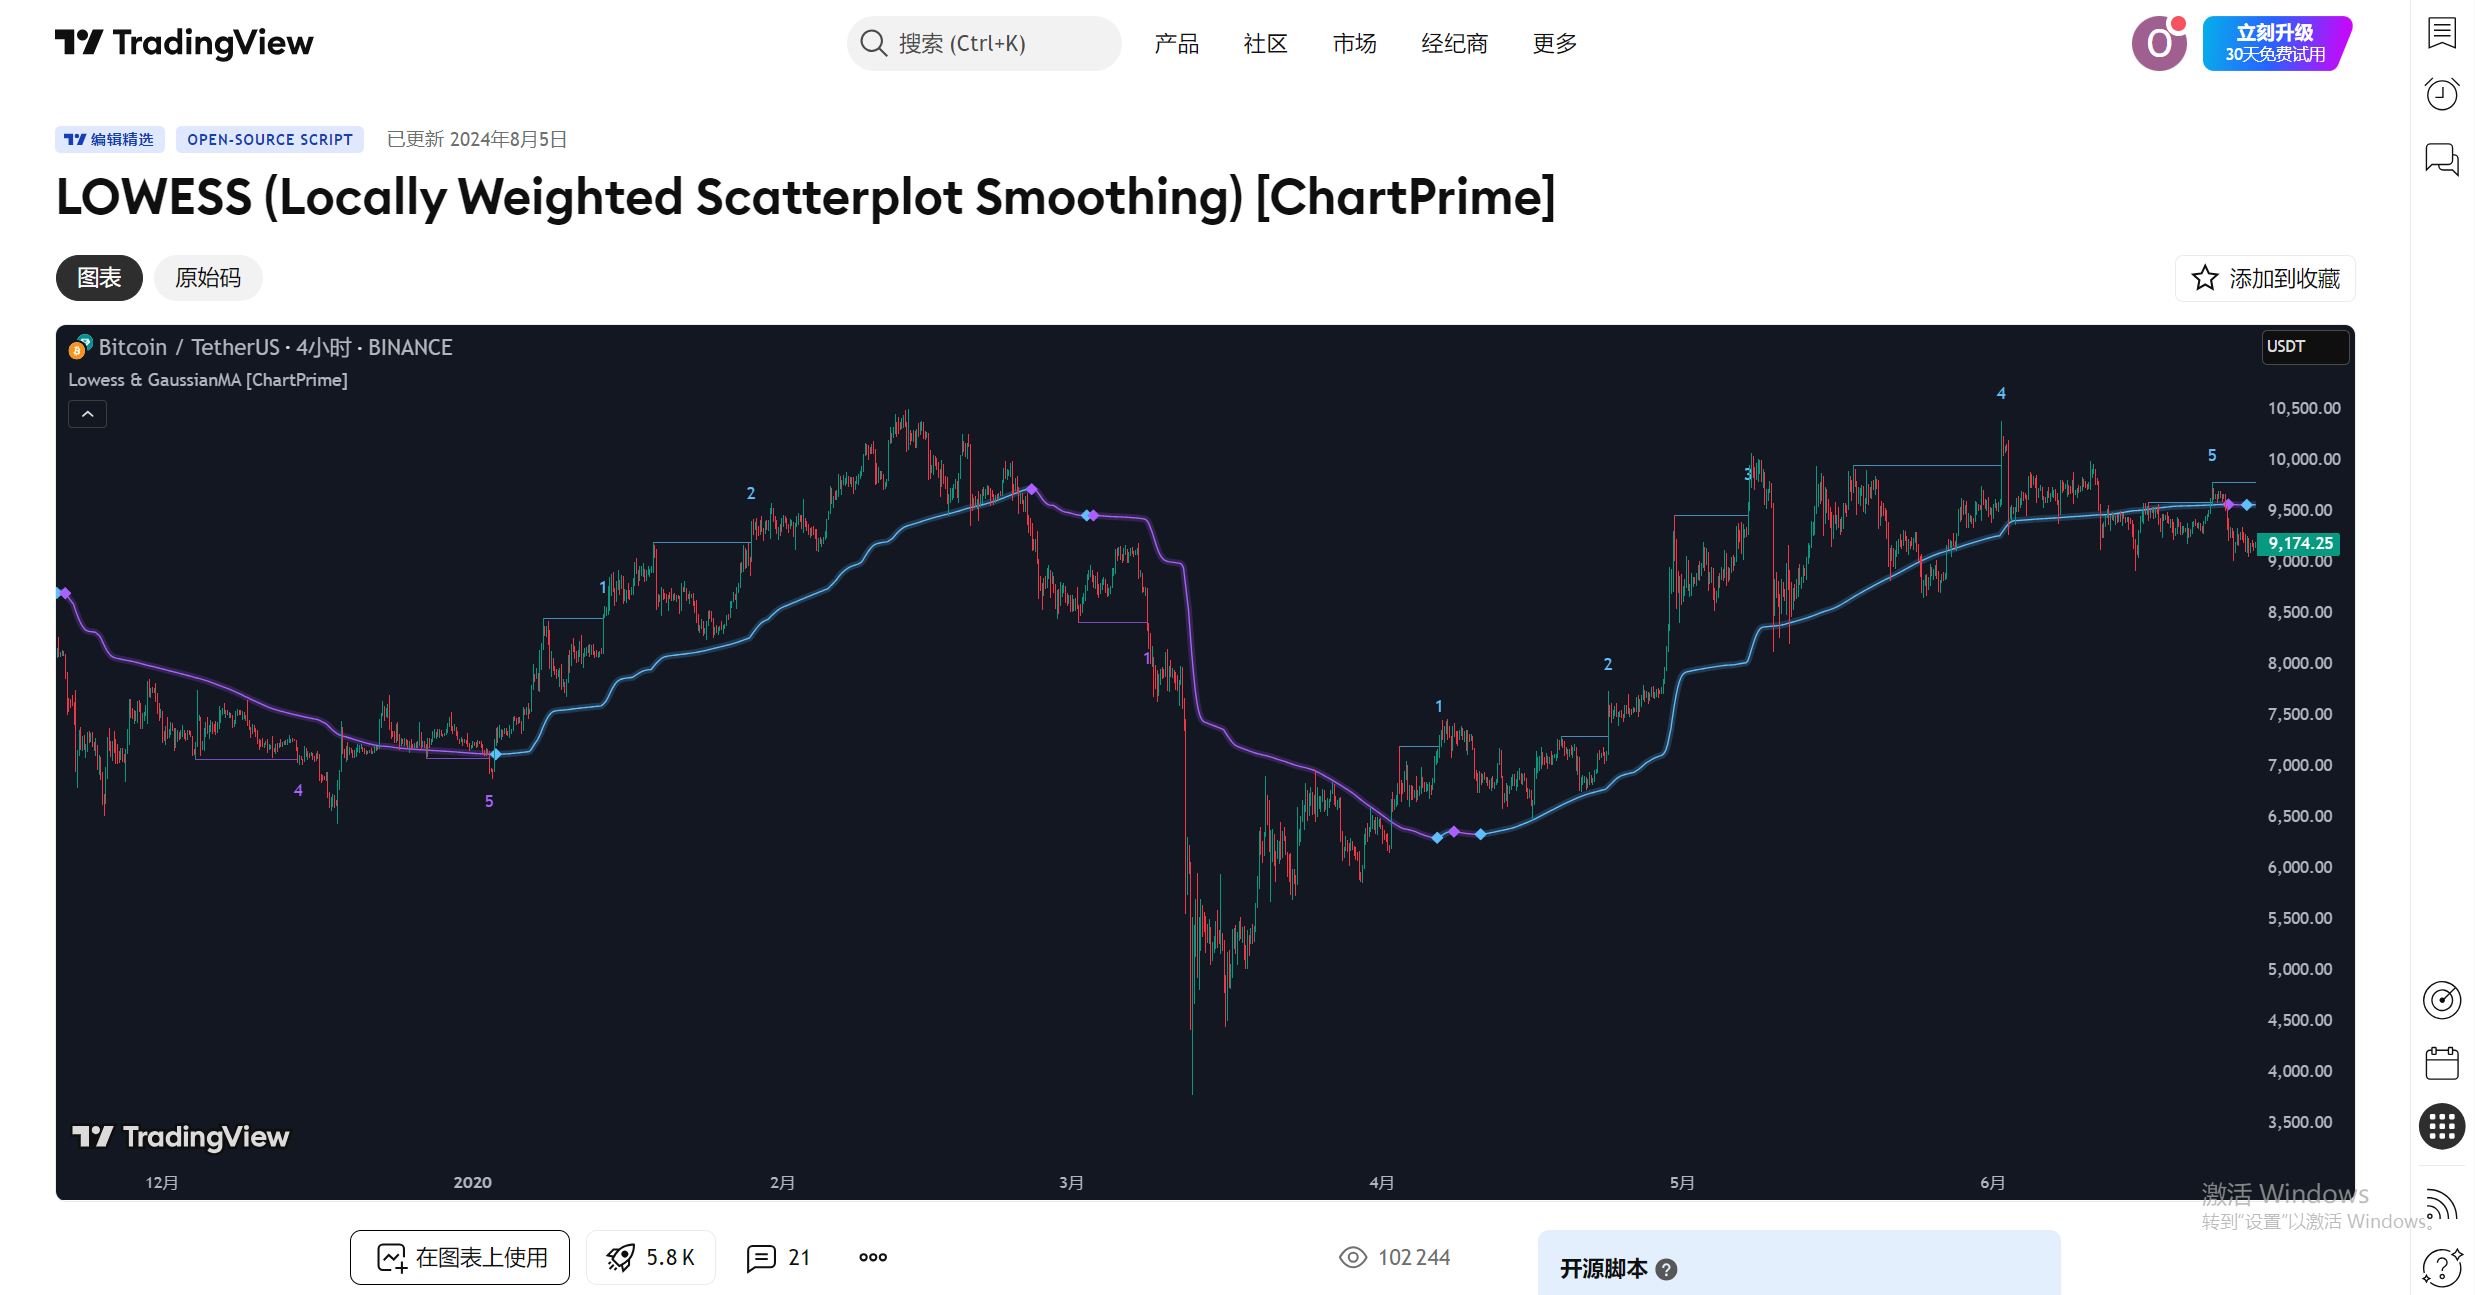 TradingView
搜索 (Ctrl+K)
产品
社区
市场
经纪商
更多
O
立刻升级
30天免费试用
编辑精选
OPEN-SOURCE SCRIPT
已更新 2024年8月5日
LOWESS (Locally Weighted Scatterplot Smoothing) [ChartPrime]
图表
原始码
添加到收藏
Bitcoin / TetherUS · 4小时 · BINANCE
USDT
Lowess & GaussianMA [ChartPrime]
4
10,500.00
5
10,000.00
3
2
9,500.00
9,174.25
9,000.00
1
8,500.00
1
2
8,000.00
1
7,500.00
7,000.00
4
5
6,500.00
6,000.00
5,500.00
5,000.00
4,500.00
4,000.00
3,500.00
TradingView
12月
2020
2月
3月
4月
5月
6月
激活 Windows
转到"设置"以激活 Windows。
在图表上使用
5.8 K
21
102 244
开源脚本